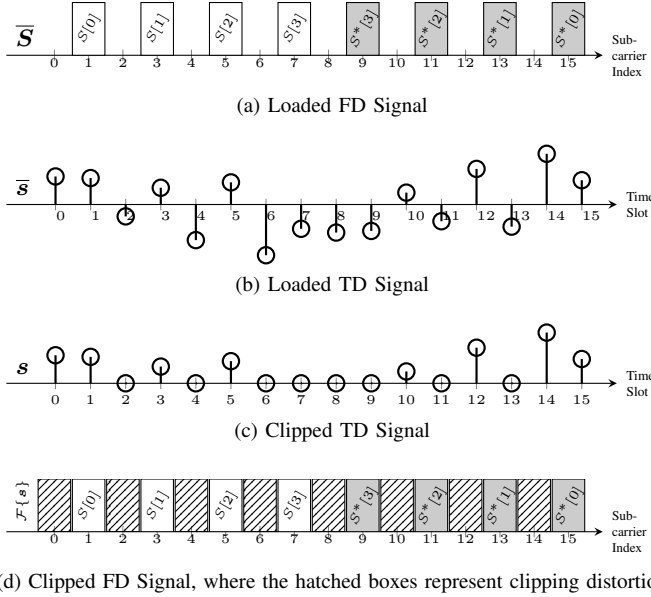 S̅ S[0] S[1] S[2] S[3] S*[3] S*[2] S*[1] S*[0] Sub-
carrier
Index
0 1 2 3 4 5 6 7 8 9 10 11 12 13 14 15
(a) Loaded FD Signal
s̅ Time
Slot
0 1 2 3 4 5 6 7 8 9 10 11 12 13 14 15
(b) Loaded TD Signal
s Time
Slot
0 1 2 3 4 5 6 7 8 9 10 11 12 13 14 15
(c) Clipped TD Signal
ℱ{s} S[0] S[1] S[2] S[3] S*[3] S*[2] S*[1] S*[0] Sub-
carrier
Index
0 1 2 3 4 5 6 7 8 9 10 11 12 13 14 15
(d) Clipped FD Signal, where the hatched boxes represent clipping distortio